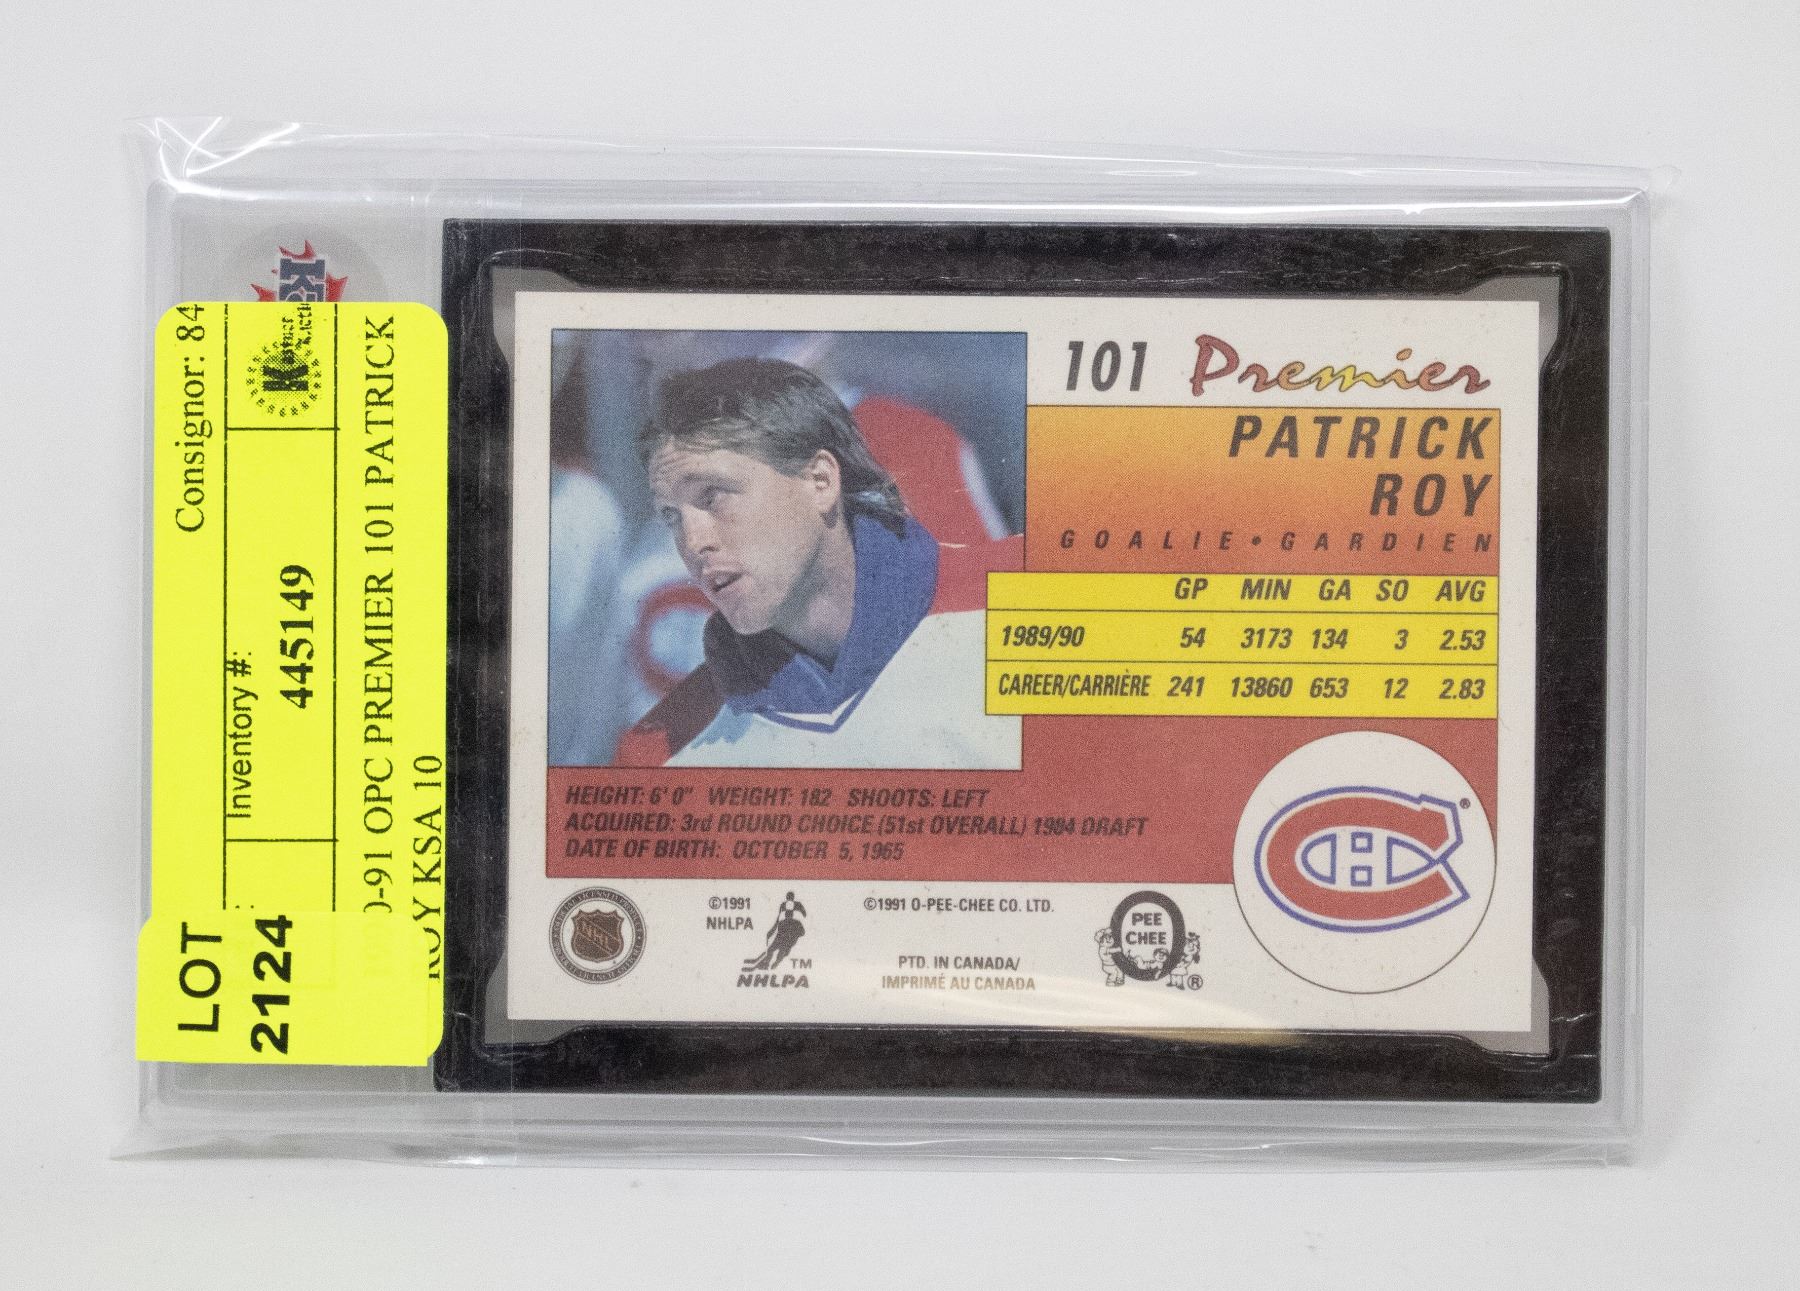 Consignor: 84
Inventory #:
445149
0-91 OPC PREMIER 101 PATRICK
ROY KSA 10
LOT
2124
101 Premier
PATRICK
ROY
GOALIE • GARDIEN
GP MIN GA SO AVG
1989/90 54 3173 134 3 2.53
CAREER/CARRIÈRE 241 13860 653 12 2.83
HEIGHT: 6' 0" WEIGHT: 182 SHOOTS: LEFT
ACQUIRED: 3rd ROUND CHOICE (51st OVERALL) 1984 DRAFT
DATE OF BIRTH: OCTOBER 5, 1965
NHL
©1991
NHLPA
NHLPA TM
©1991 O-PEE-CHEE CO. LTD.
PTD. IN CANADA/
IMPRIMÉ AU CANADA
O
PEE
CHEE
®
C H ®